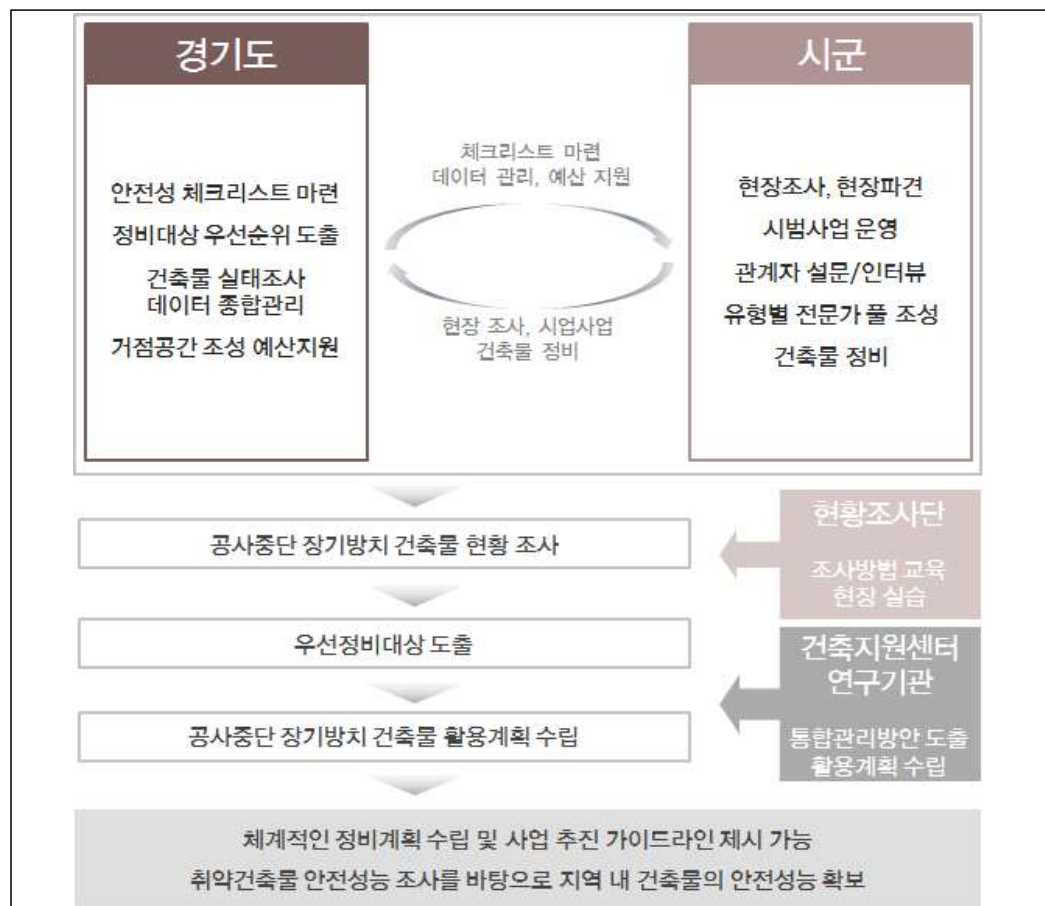 경기도
안전성 체크리스트 마련
정비대상 우선순위 도출
건축물 실태조사
데이터 종합관리
거점공간 조성 예산지원
체크리스트 마련
데이터 관리, 예산 지원
현장 조사, 시업사업
건축물 정비
시군
현장조사, 현장파견
시범사업 운영
관계자 설문/인터뷰
유형별 전문가 풀 조성
건축물 정비
공사중단 장기방치 건축물 현황 조사
현황조사단
조사방법 교육
현장 실습
우선정비대상 도출
건축지원센터
연구기관
통합관리방안 도출
활용계획 수립
공사중단 장기방치 건축물 활용계획 수립
체계적인 정비계획 수립 및 사업 추진 가이드라인 제시 가능
취약건축물 안전성능 조사를 바탕으로 지역 내 건축물의 안전성능 확보